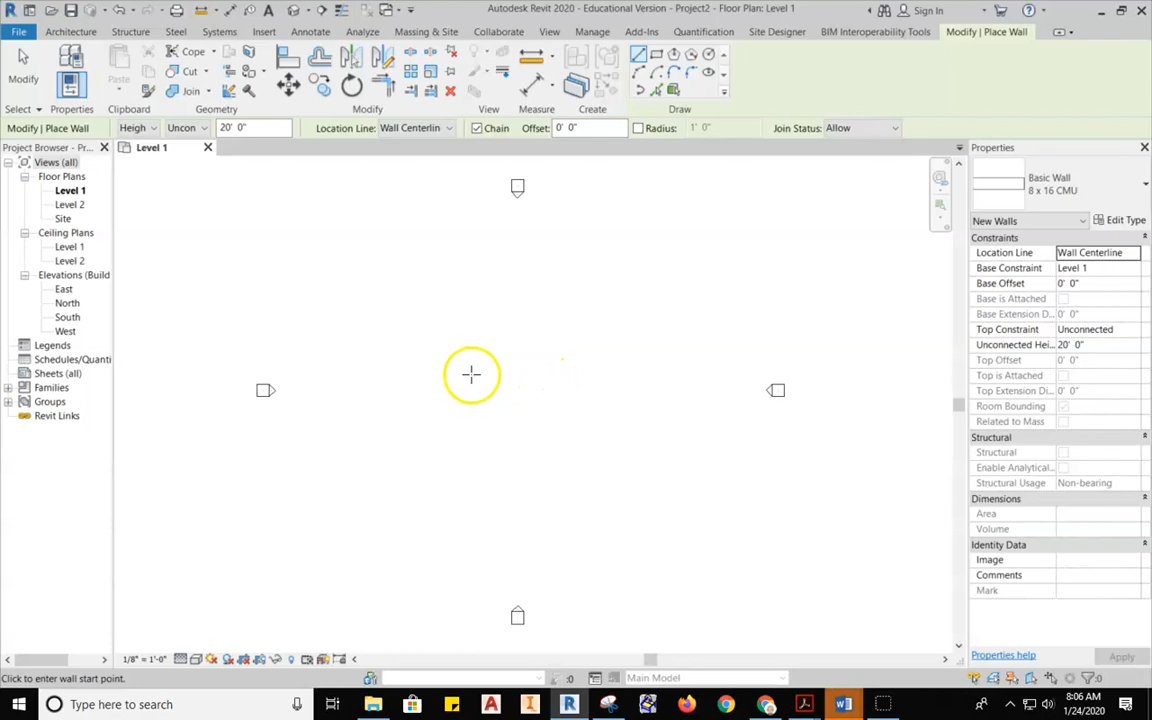 Autodesk Revit 2020 - Educational Version - Project2 - Floor Plan: Level 1
Sign In
File Architecture Structure Steel Systems Insert Annotate Analyze Massing & Site Collaborate View Manage Add-Ins Quantification Site Designer BIM Interoperability Tools Modify | Place Wall
Modify
Paste
Cope
Cut
Join
Select Properties Clipboard Geometry Modify View Measure Create Draw
Modify | Place Wall Heigh Uncon 20' 0" Location Line: Wall Centerlin Chain Offset: 0' 0" Radius: 1' 0" Join Status: Allow
Project Browser - Pr...
Level 1
Properties
Views (all)
Floor Plans
Level 1
Level 2
Site
Ceiling Plans
Level 1
Level 2
Elevations (Build
East
North
South
West
Legends
Schedules/Quanti
Sheets (all)
Families
Groups
Revit Links
Basic Wall
8 x 16 CMU
New Walls Edit Type
Constraints
Location Line Wall Centerline
Base Constraint Level 1
Base Offset 0' 0"
Base is Attached
Base Extension D... 0' 0"
Top Constraint Unconnected
Unconnected Hei... 20' 0"
Top Offset 0' 0"
Top is Attached
Top Extension Di... 0' 0"
Room Bounding
Related to Mass
Structural
Structural
Enable Analytical...
Structural Usage Non-bearing
Dimensions
Area
Volume
Identity Data
Image
Comments
Mark
Properties help Apply
1/8" = 1'-0"
Click to enter wall start point.
:0
Main Model
:0
Type here to search
8:06 AM
1/24/2020